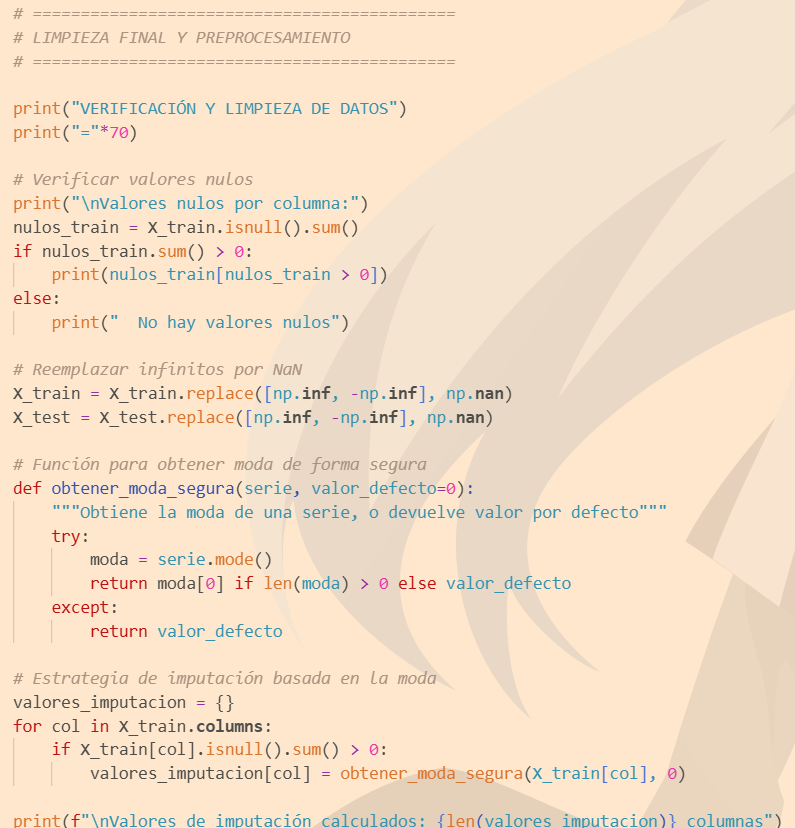 # ============================================
# LIMPIEZA FINAL Y PREPROCESAMIENTO
# ============================================

print("VERIFICACIÓN Y LIMPIEZA DE DATOS")
print("="*70)

# Verificar valores nulos
print("\nValores nulos por columna:")
nulos_train = X_train.isnull().sum()
if nulos_train.sum() > 0:
    print(nulos_train[nulos_train > 0])
else:
    print("  No hay valores nulos")

# Reemplazar infinitos por NaN
X_train = X_train.replace([np.inf, -np.inf], np.nan)
X_test = X_test.replace([np.inf, -np.inf], np.nan)

# Función para obtener moda de forma segura
def obtener_moda_segura(serie, valor_defecto=0):
    """Obtiene la moda de una serie, o devuelve valor por defecto"""
    try:
        moda = serie.mode()
        return moda[0] if len(moda) > 0 else valor_defecto
    except:
        return valor_defecto

# Estrategia de imputación basada en la moda
valores_imputacion = {}
for col in X_train.columns:
    if X_train[col].isnull().sum() > 0:
        valores_imputacion[col] = obtener_moda_segura(X_train[col], 0)

print(f"\nValores de imputación calculados: {len(valores_imputacion)} columnas")